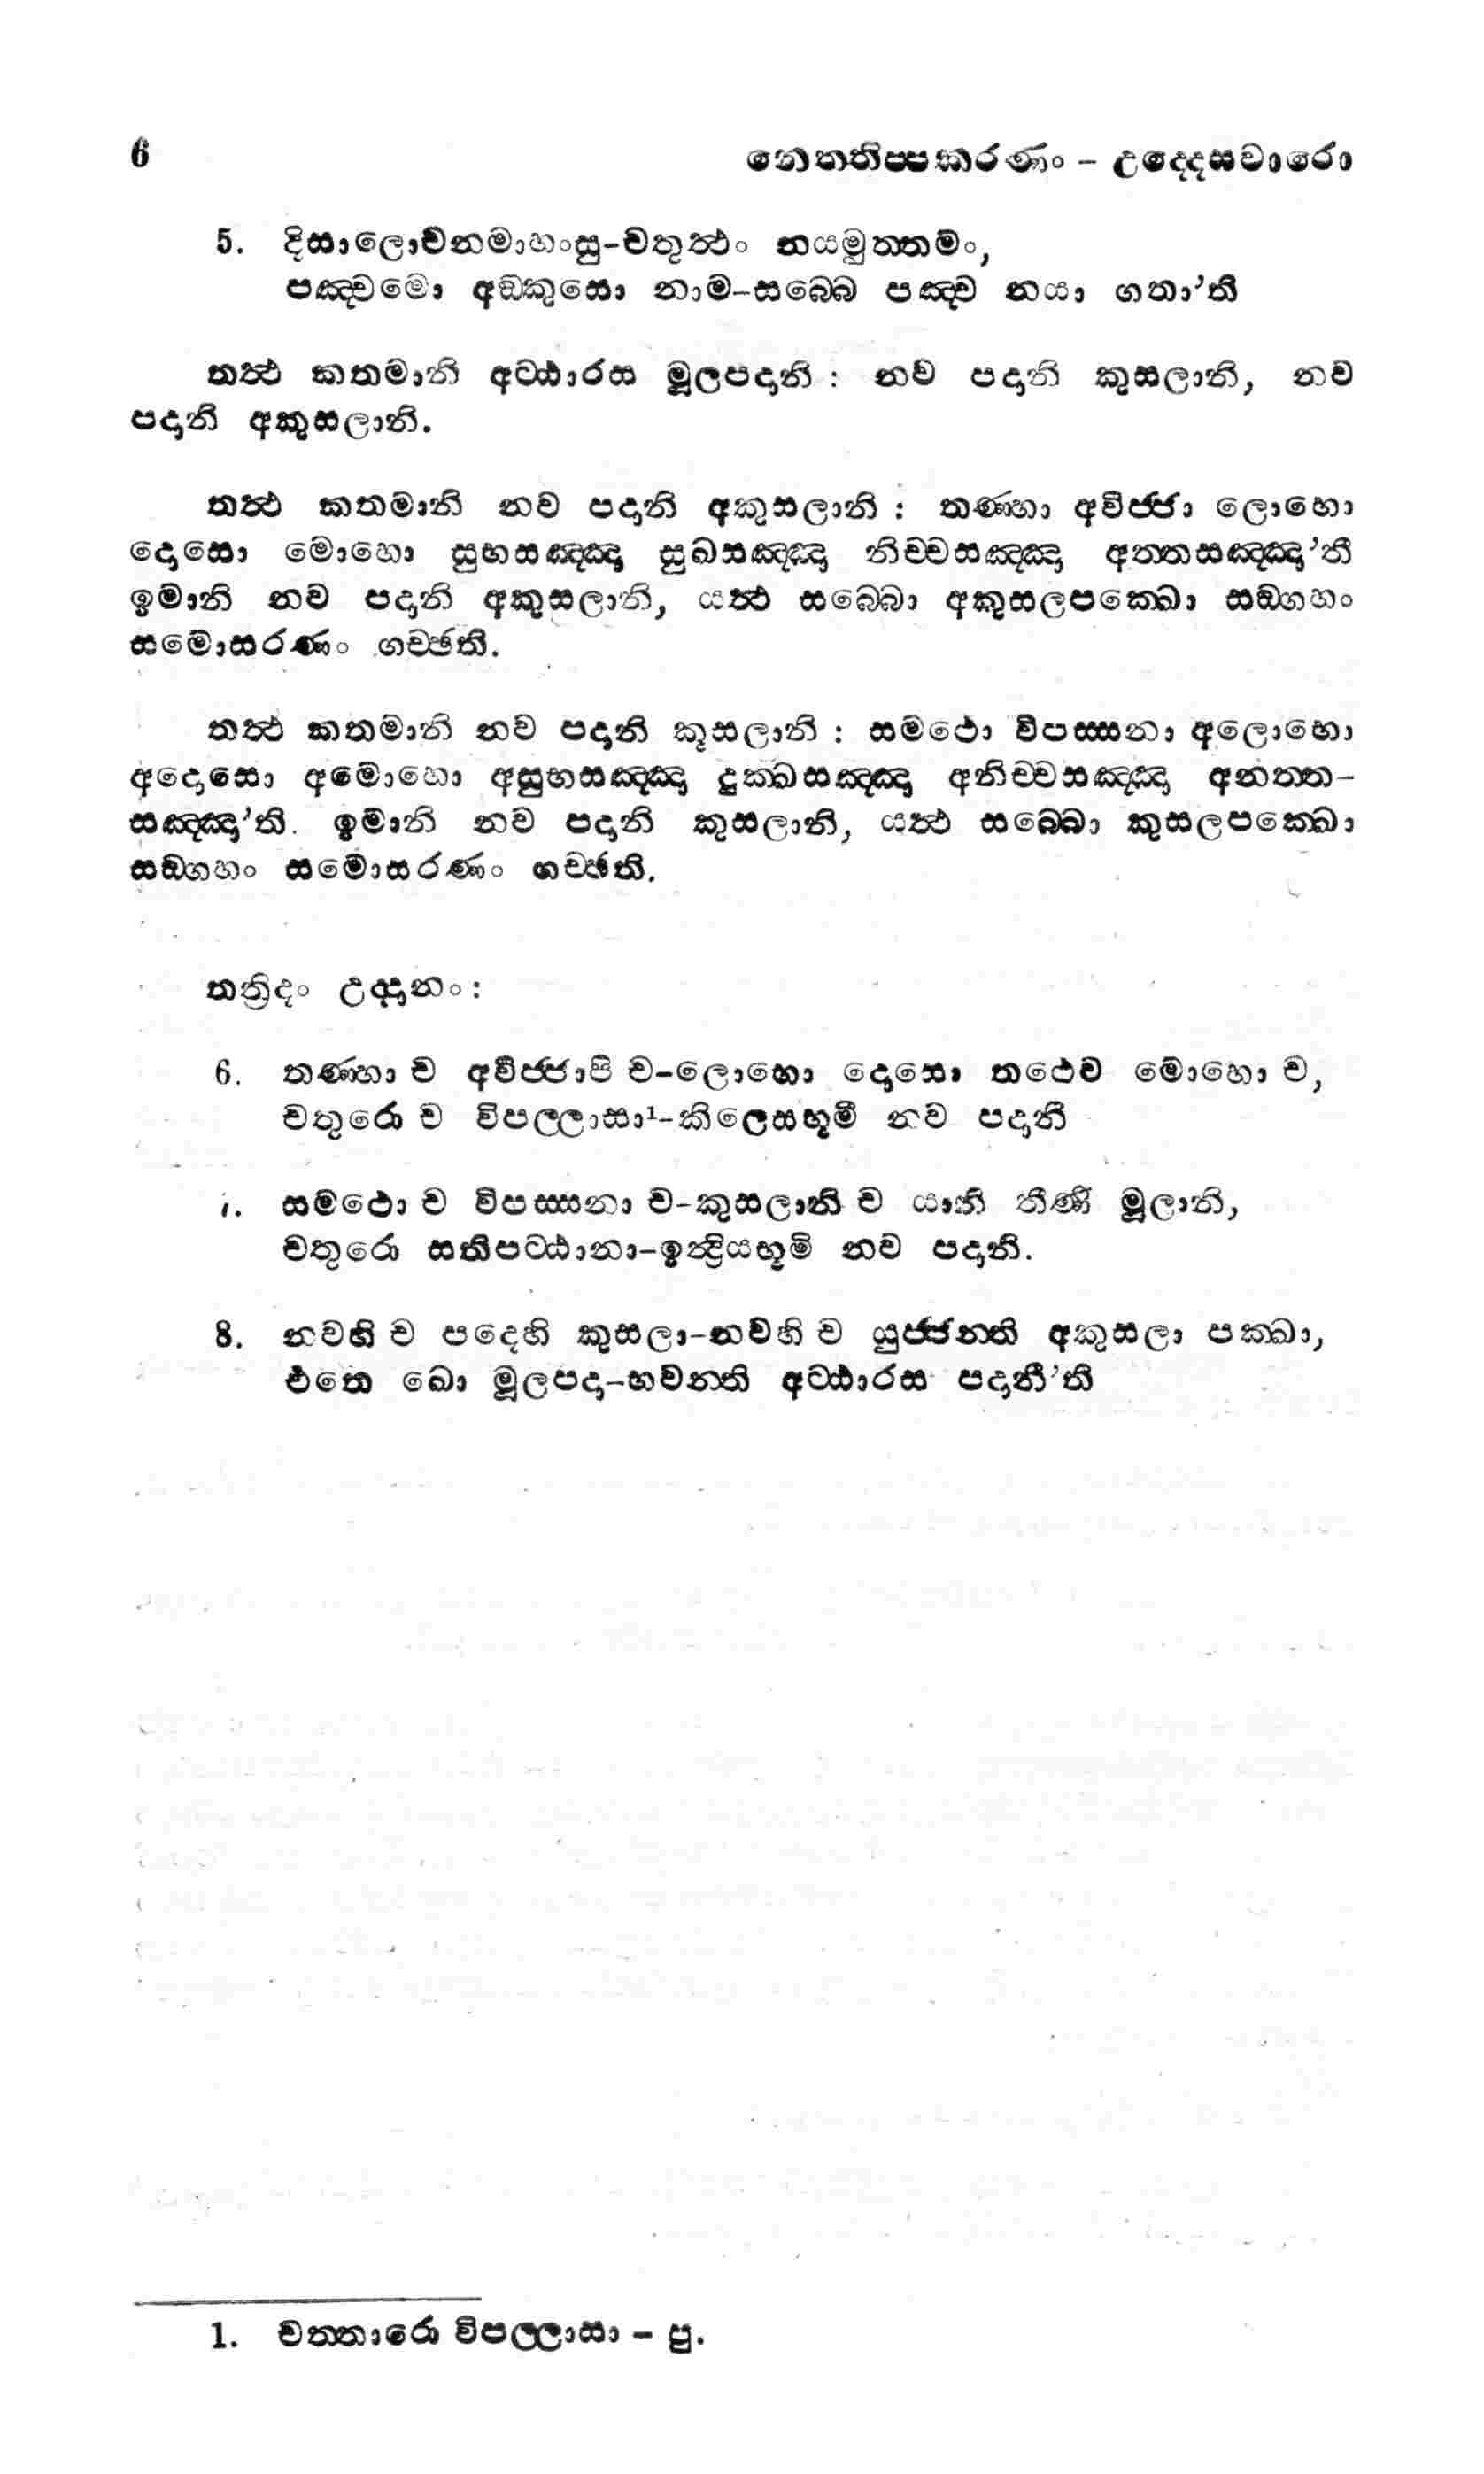 6 නෙත්තිප්පකරණං – උද්දෙසවාරො
5. දිසාලොචනමාහංසු-චතුත්ථං නයමුත්තමං,
පඤ්චමො අඞ්කුසො නාම-සබ්බෙ පඤ්ච නයා ගතා’ති
තත්ථ කතමානි අට්ඨාරස මූලපදානි : නව පදානි කුසලානි, නව
පදානි අකුසලානි.
තත්ථ කතමානි නව පදානි අකුසලානි : තණ්හා අවිජ්ජා ලොභො
දොසො මොහො සුභසඤ්ඤා සුඛසඤ්ඤා නිච්චසඤ්ඤා අත්තසඤ්ඤා’ති
ඉමානි නව පදානි අකුසලානි, යත්ථ සබ්බො අකුසලපක්ඛො සඞ්ගහං
සමොසරණං ගච්ඡති.
තත්ථ කතමානි නව පදානි කුසලානි : සමථො විපස්සනා අලොභො
අදොසො අමොහො අසුභසඤ්ඤා දුක්ඛසඤ්ඤා අනිච්චසඤ්ඤා අනත්ත-
සඤ්ඤා’ති. ඉමානි නව පදානි කුසලානි, යත්ථ සබ්බො කුසලපක්ඛො
සඞ්ගහං සමොසරණං ගච්ඡති.
තත්‍රිදං උද්දානං :
6. තණ්හා ච අවිජ්ජාපි ච-ලොභො දොසො තථෙව මොහො ච,
චතුරො ච විපල්ලාසා¹-කිලෙසභූමී නව පදානි
7. සමථො ච විපස්සනා ච-කුසලානි ච යානි තීණි මූලානි,
චතුරො සතිපට්ඨානා-ඉන්ද්‍රියභූමි නව පදානි.
8. නවහි ච පදෙහි කුසලා-නවහි ච යුජ්ජන්ති අකුසලා පක්ඛා,
එතෙ ඛො මූලපදා-භවන්ති අට්ඨාරස පදානී’ති
1. චත්තාරො විපල්ලාසා – පු.